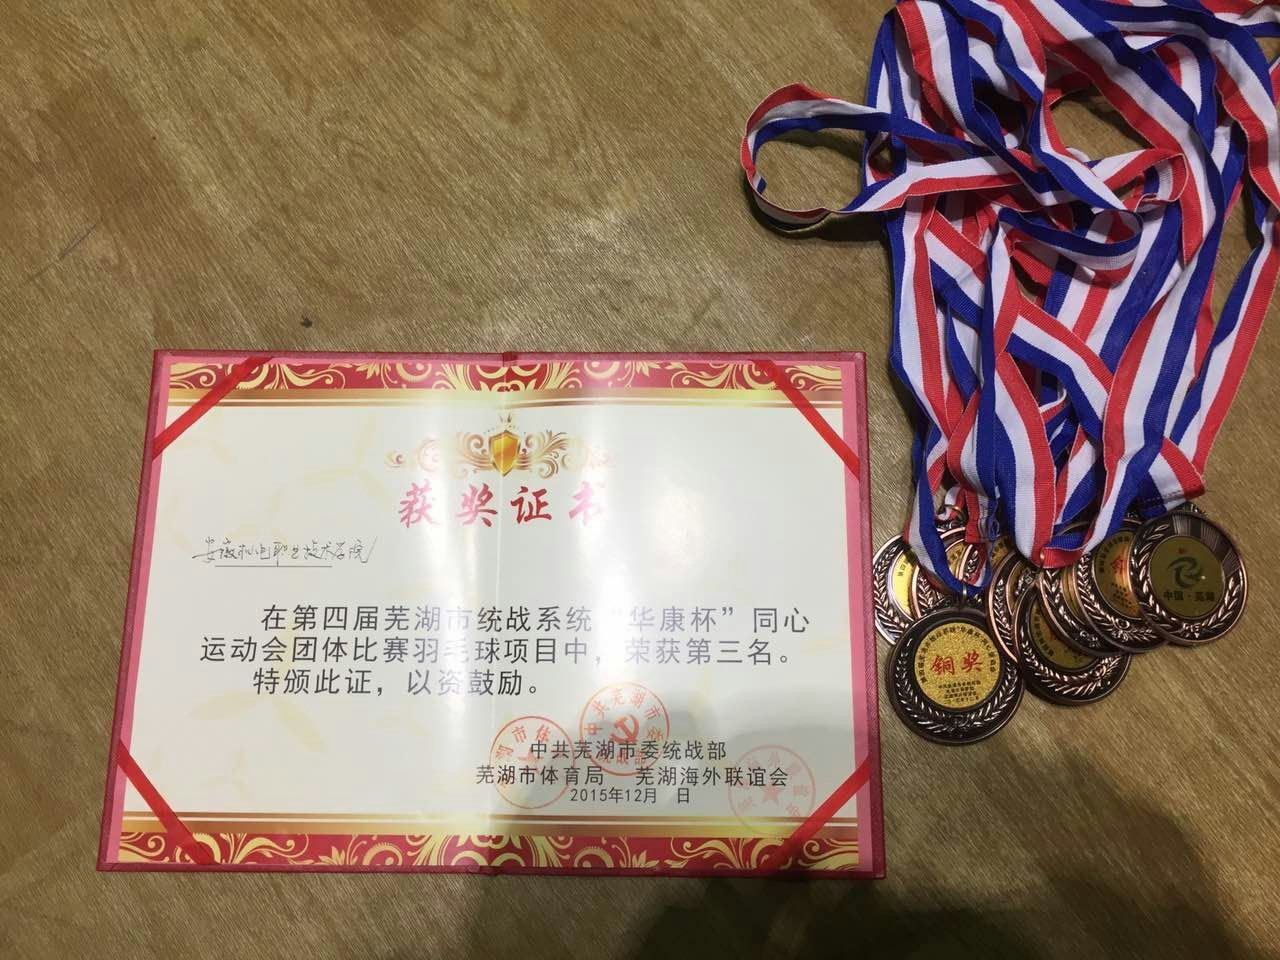 获奖证书
安徽机电职业技术学院
在第四届芜湖市统战系统“华康杯”同心
运动会团体比赛羽毛球项目中，荣获第三名。
特颁此证，以资鼓励。
中共芜湖市委统战部
芜湖市体育局 芜湖海外联谊会
2015年12月 日
铜奖
中国·芜湖